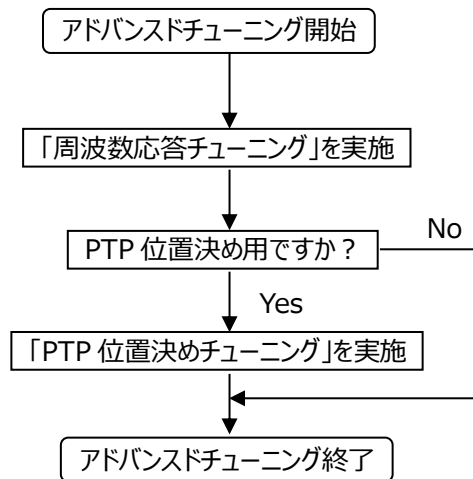 アドバンスドチューニング開始
「周波数応答チューニング」を実施
PTP 位置決め用ですか？
No
Yes
「PTP 位置決めチューニング」を実施
アドバンスドチューニング終了